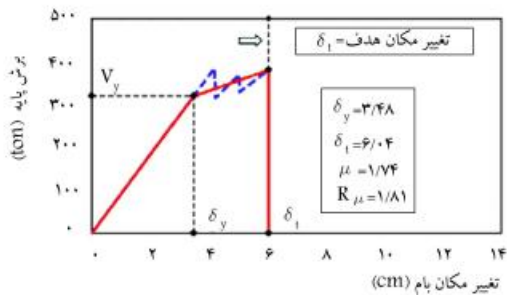 برش پایه (ton)
۵۰۰
۴۰۰
۳۰۰
۲۰۰
۱۰۰
۰
V_y
تغییر مکان هدف=δ_t
δ_y=۳/۴۸
δ_t=۶/۰۴
μ=۱/۷۴
R_μ=۱/۸۱
δ_y
δ_t
۰ ۲ ۴ ۶ ۸ ۱۰ ۱۲ ۱۴
تغییر مکان بام (cm)